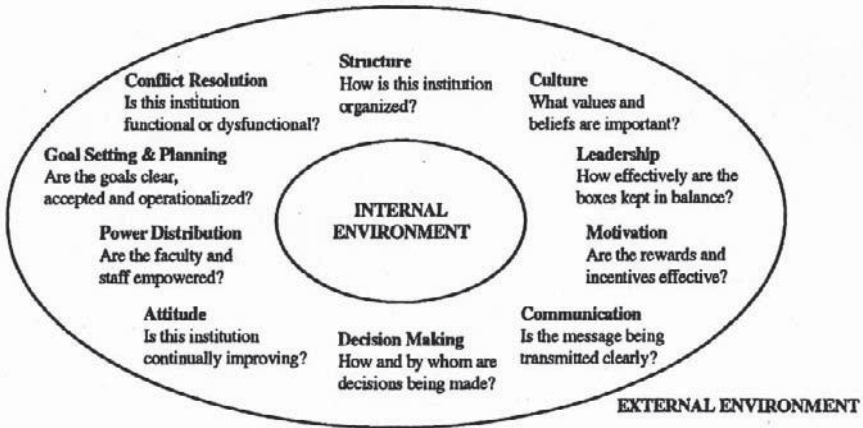 Structure
How is this institution
organized?
Conflict Resolution
Is this institution
functional or dysfunctional?
Culture
What values and
beliefs are important?
Goal Setting & Planning
Are the goals clear,
accepted and operationalized?
Leadership
How effectively are the
boxes kept in balance?
INTERNAL
ENVIRONMENT
Power Distribution
Are the faculty and
staff empowered?
Motivation
Are the rewards and
incentives effective?
Attitude
Is this institution
continually improving?
Decision Making
How and by whom are
decisions being made?
Communication
Is the message being
transmitted clearly?
EXTERNAL ENVIRONMENT